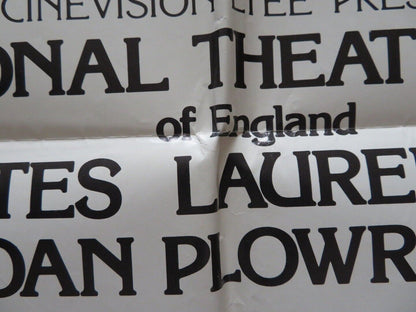 CINEVISION LTEE PRES
ONAL THEAT
of England
TES LAURE
OAN PLOWR